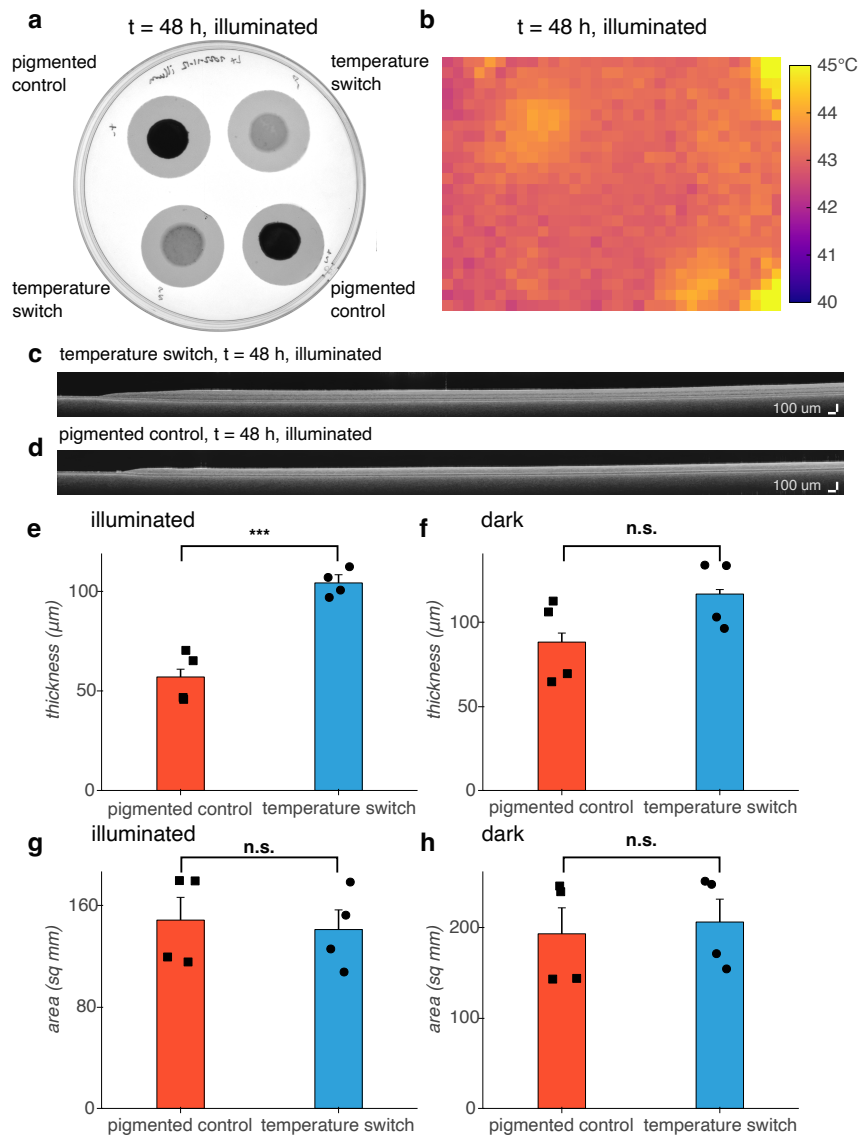 a
t = 48 h, illuminated
pigmented
control
temperature
switch
temperature
switch
pigmented
control
b
t = 48 h, illuminated
45°C
44
43
42
41
40
c temperature switch, t = 48 h, illuminated
100 um
d pigmented control, t = 48 h, illuminated
100 um
e illuminated
***
thickness (μm)
100
50
0
pigmented control temperature switch
f dark
n.s.
thickness (μm)
100
50
0
pigmented control temperature switch
g illuminated
n.s.
area (sq mm)
160
80
0
pigmented control temperature switch
h dark
n.s.
area (sq mm)
200
100
0
pigmented control temperature switch